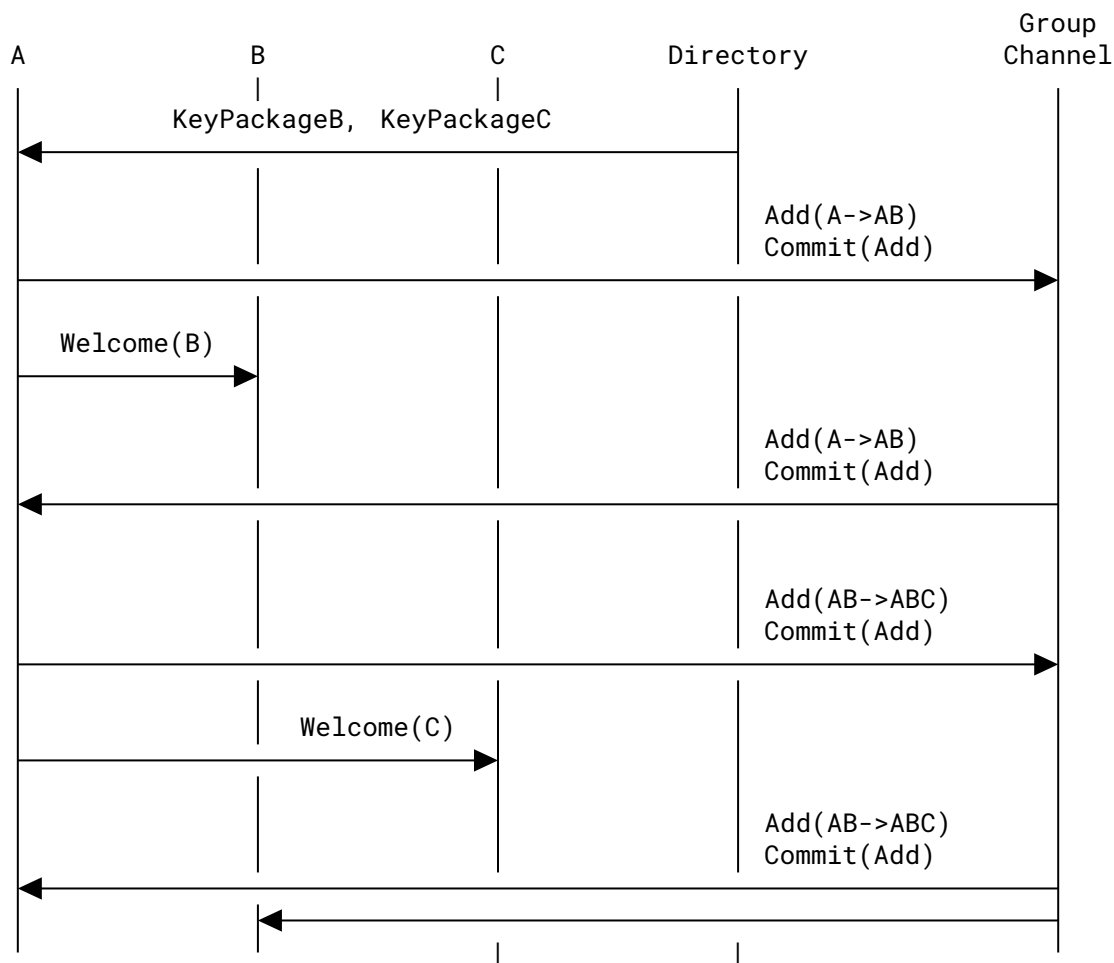 Group
A B C Directory Channel
KeyPackageB, KeyPackageC
Add(A->AB)
Commit(Add)
Welcome(B)
Add(A->AB)
Commit(Add)
Add(AB->ABC)
Commit(Add)
Welcome(C)
Add(AB->ABC)
Commit(Add)